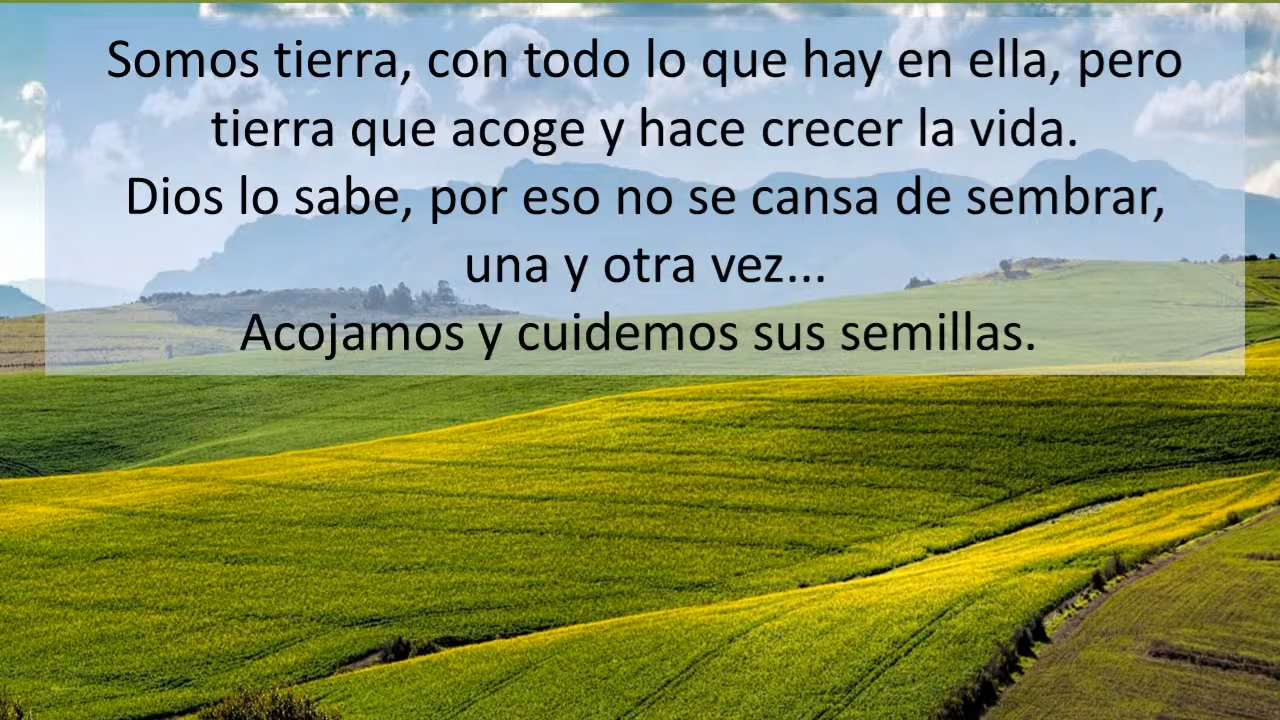 Somos tierra, con todo lo que hay en ella, pero
tierra que acoge y hace crecer la vida.
Dios lo sabe, por eso no se cansa de sembrar,
una y otra vez...
Acojamos y cuidemos sus semillas.